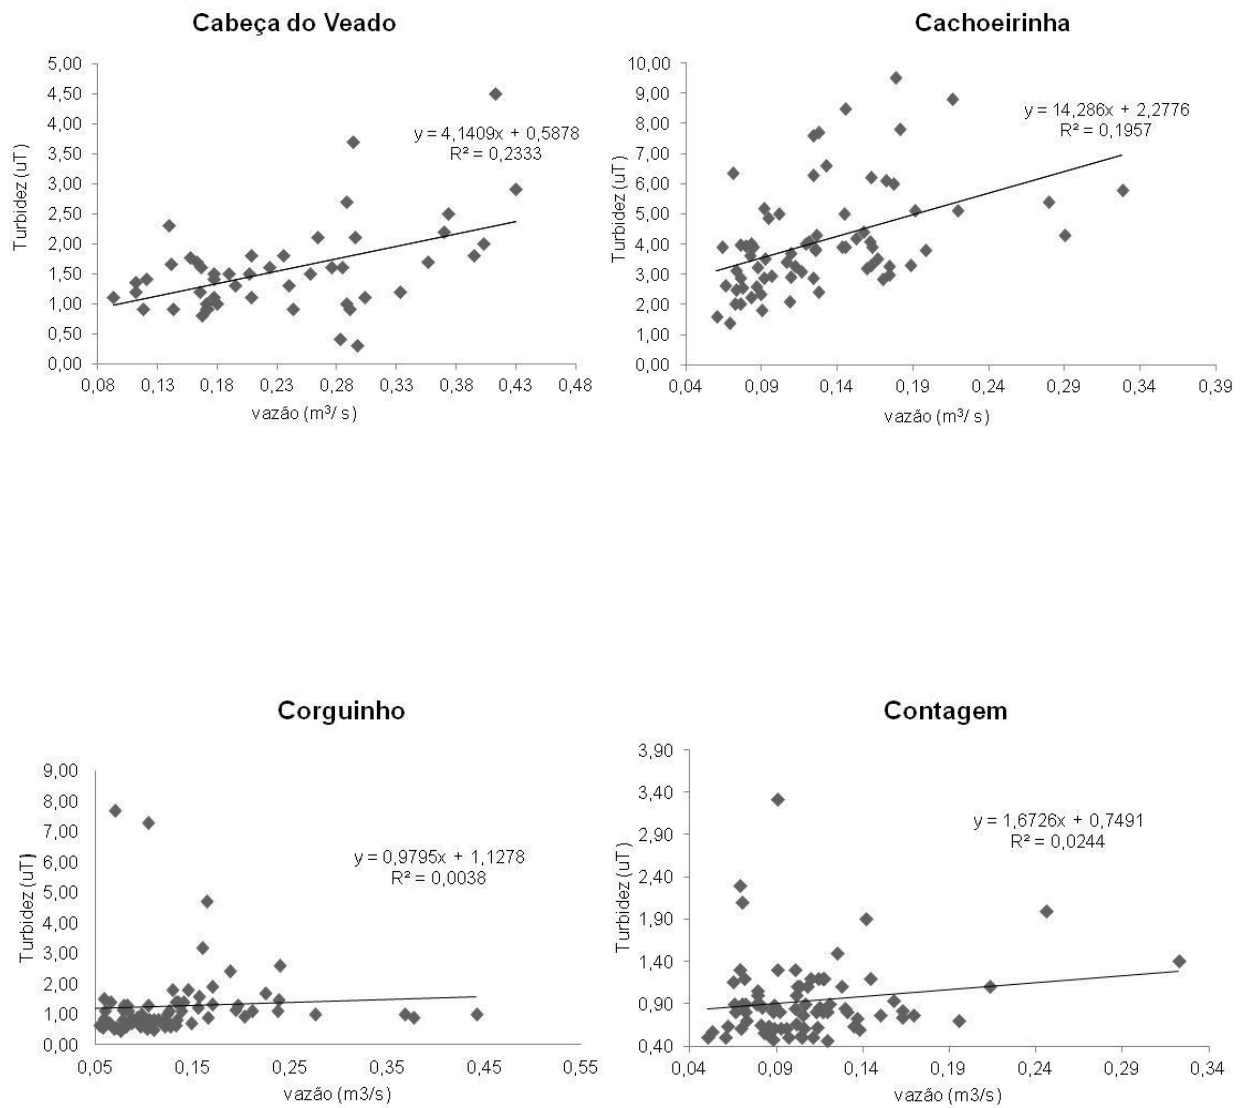 Cabeça do Veado
5,00
4,50
4,00
3,50
3,00
2,50
2,00
1,50
1,00
0,50
0,00
Turbidez (uT)
y = 4,1409x + 0,5878
R² = 0,2333
0,08 0,13 0,18 0,23 0,28 0,33 0,38 0,43 0,48
vazão (m³/ s)
Cachoeirinha
10,00
9,00
8,00
7,00
6,00
5,00
4,00
3,00
2,00
1,00
0,00
Turbidez (uT)
y = 14,286x + 2,2776
R² = 0,1957
0,04 0,09 0,14 0,19 0,24 0,29 0,34 0,39
vazão (m³/ s)
Corguinho
9,00
8,00
7,00
6,00
5,00
4,00
3,00
2,00
1,00
0,00
Turbidez (uT)
y = 0,9795x + 1,1278
R² = 0,0038
0,05 0,15 0,25 0,35 0,45 0,55
vazão (m3/s)
Contagem
3,90
3,40
2,90
2,40
1,90
1,40
0,90
0,40
Turbidez (uT)
y = 1,6726x + 0,7491
R² = 0,0244
0,04 0,09 0,14 0,19 0,24 0,29 0,34
vazão (m3/s)